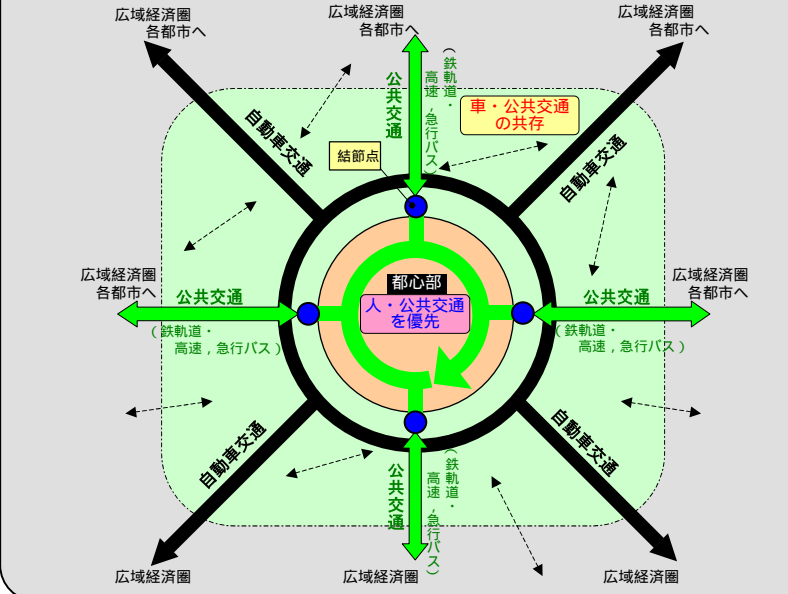 広域経済圏
各都市へ
広域経済圏
各都市へ
広域経済圏
各都市へ
公共交通
(鉄軌道・
高速,急行バス)
車・公共交通
の共存
自動車交通
自動車交通
結節点
広域経済圏
各都市へ
公共交通
(鉄軌道・
高速,急行バス)
都心部
人・公共交通
を優先
広域経済圏
各都市へ
公共交通
(鉄軌道・
高速,急行バス)
自動車交通
自動車交通
公共交通
(鉄軌道・
高速,急行バス)
広域経済圏
広域経済圏
広域経済圏